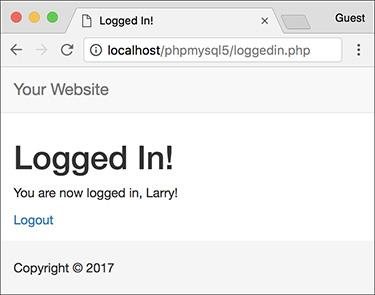 Logged In!
Guest
localhost/phpmysql5/loggedin.php
Your Website
Logged In!
You are now logged in, Larry!
Logout
Copyright © 2017